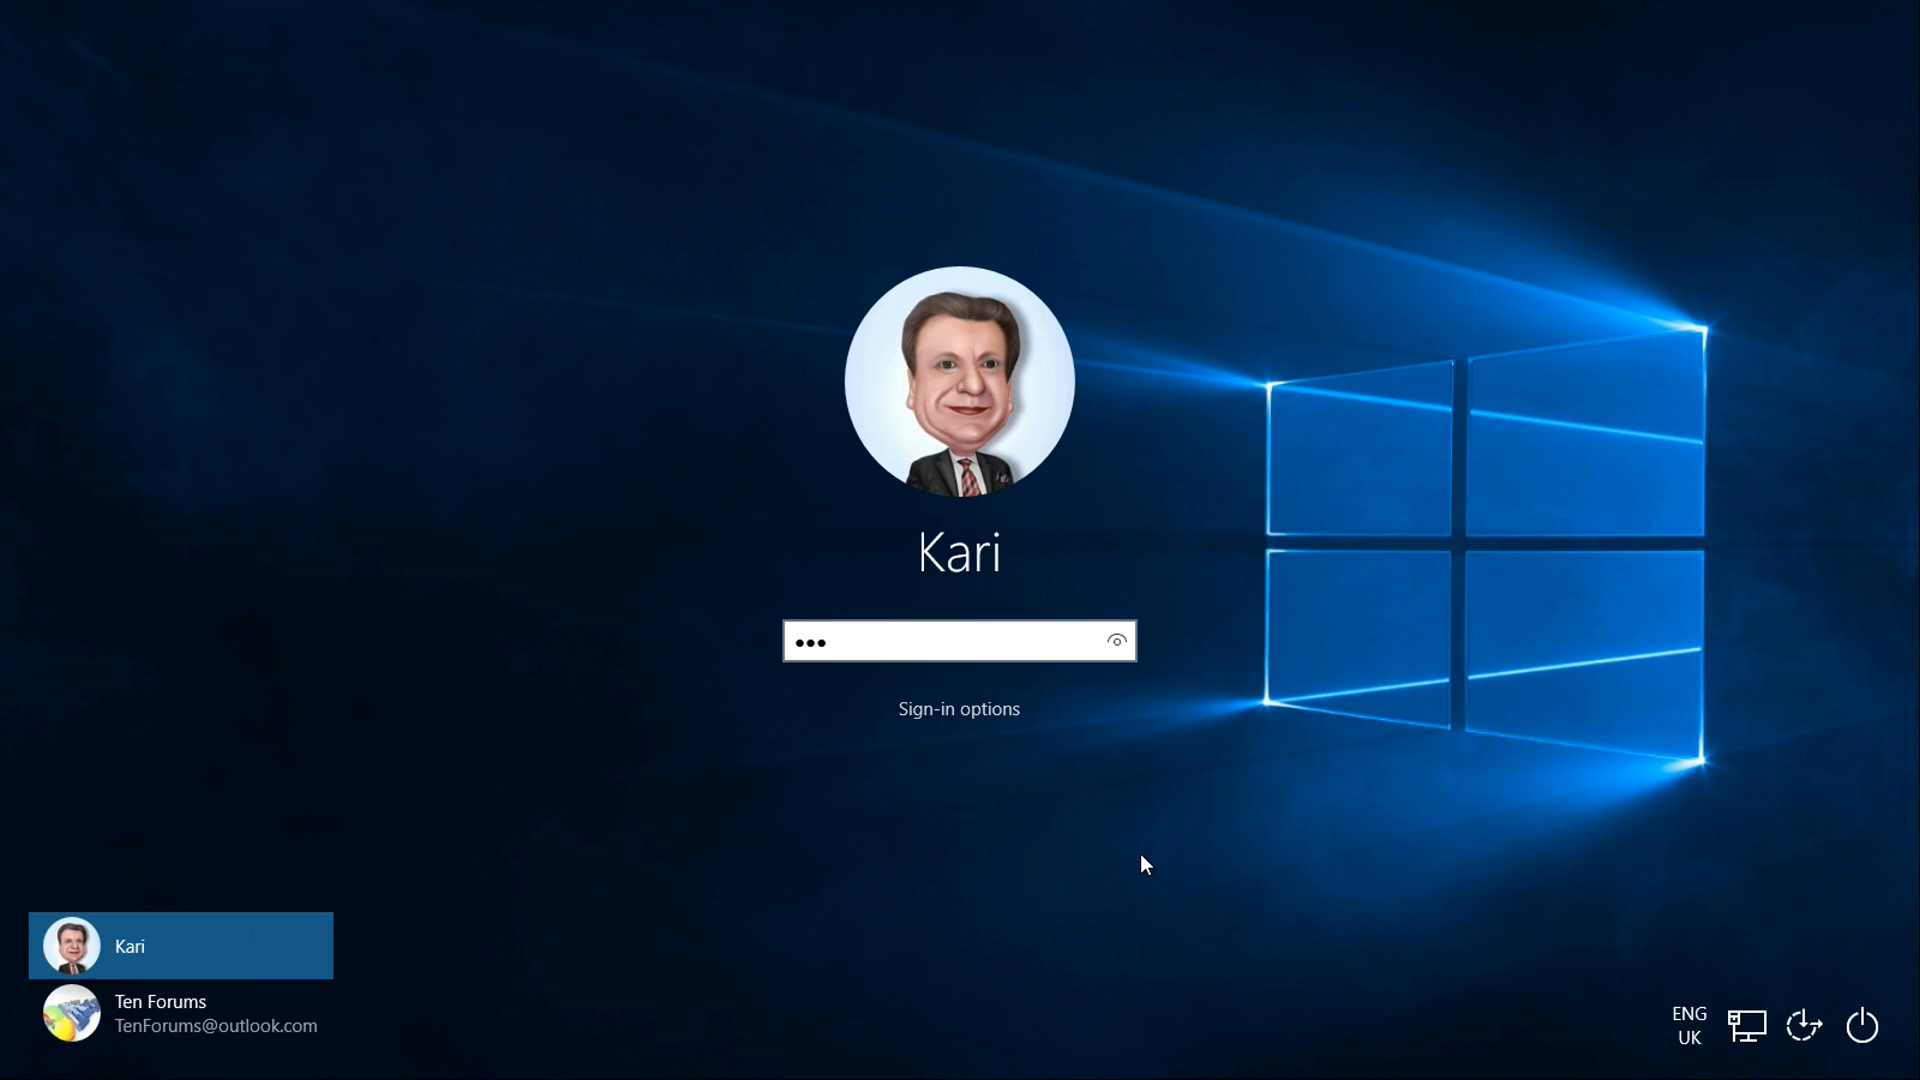 Kari
•••
Sign-in options
Kari
Ten Forums
TenForums@outlook.com
ENG
UK